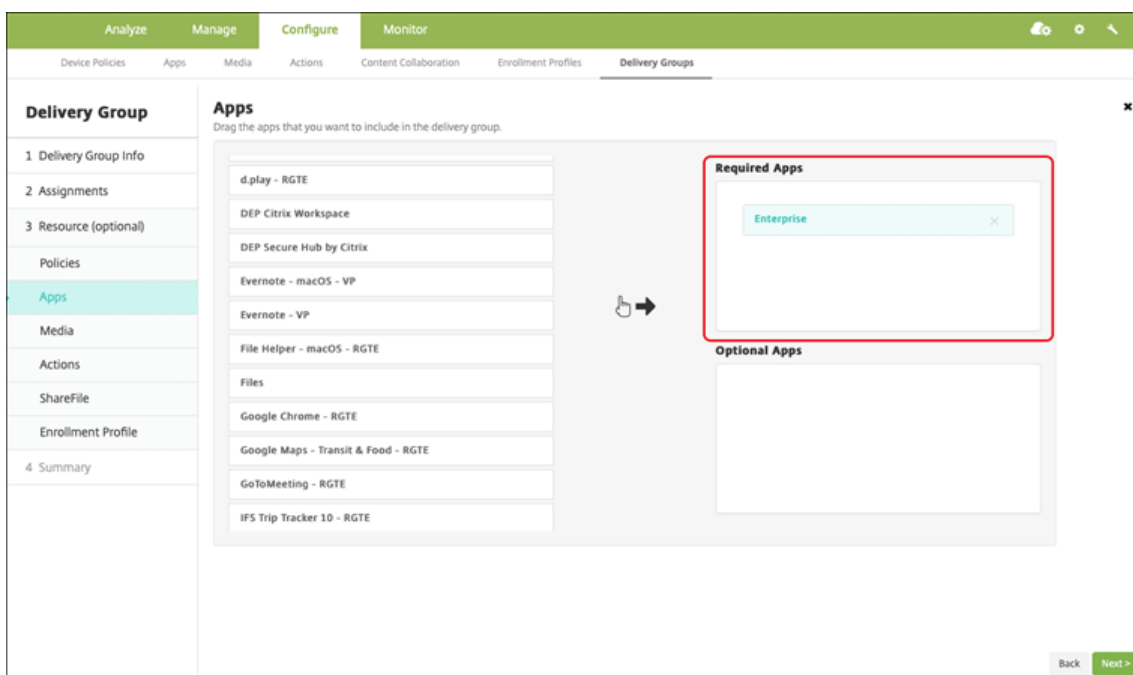 Analyze Manage Configure Monitor
Device Policies Apps Media Actions Content Collaboration Enrollment Profiles Delivery Groups
Delivery Group
1 Delivery Group Info
2 Assignments
3 Resource (optional)
Policies
Apps
Media
Actions
ShareFile
Enrollment Profile
4 Summary
Apps
Drag the apps that you want to include in the delivery group.
d.play - RGTE
DEP Citrix Workspace
DEP Secure Hub by Citrix
Evernote - macOS - VP
Evernote - VP
File Helper - macOS - RGTE
Files
Google Chrome - RGTE
Google Maps - Transit & Food - RGTE
GoToMeeting - RGTE
IFS Trip Tracker 10 - RGTE
Required Apps
Enterprise
Optional Apps
Back Next >